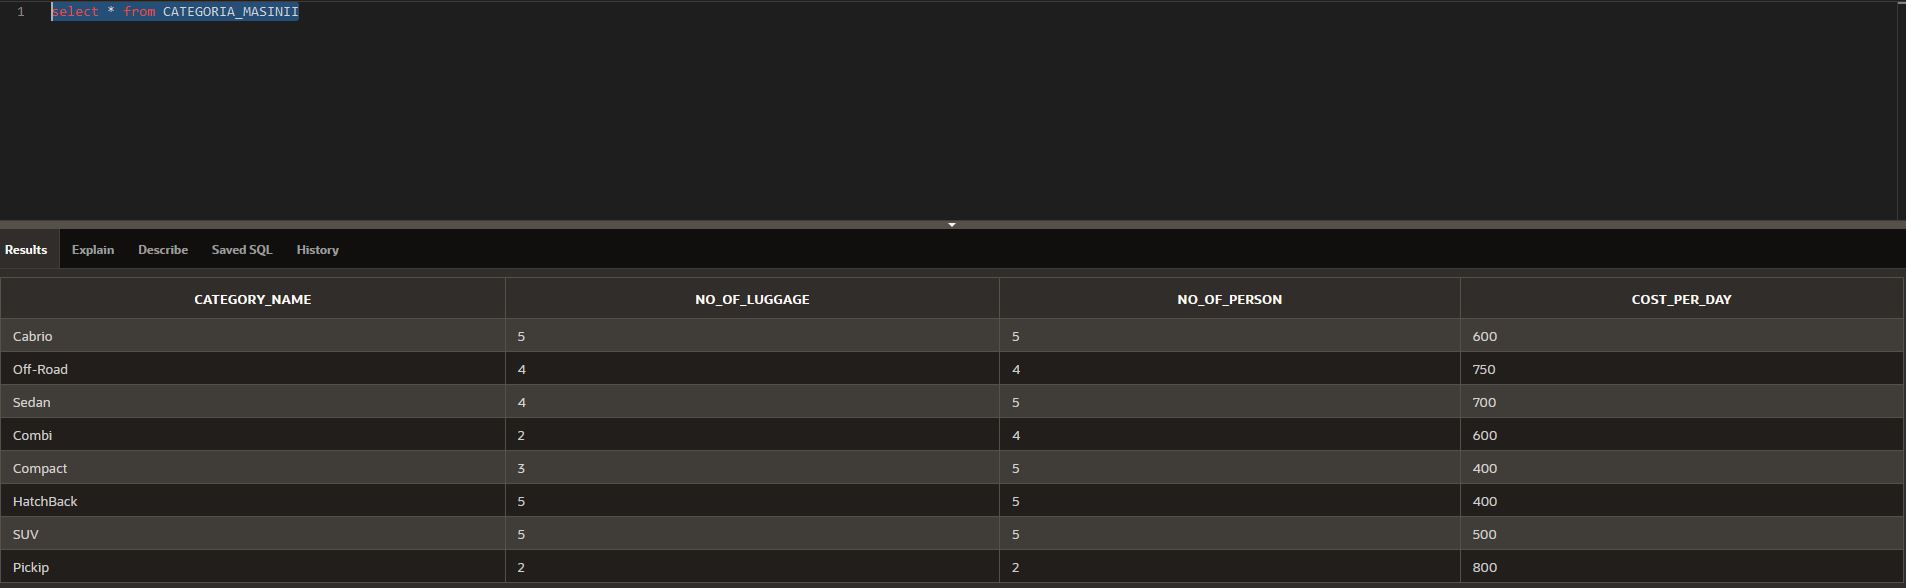 1 select * from CATEGORIA_MASINII
Results Explain Describe Saved SQL History
CATEGORY_NAME NO_OF_LUGGAGE NO_OF_PERSON COST_PER_DAY
Cabrio 5 5 600
Off-Road 4 4 750
Sedan 4 5 700
Combi 2 4 600
Compact 3 5 400
HatchBack 5 5 400
SUV 5 5 500
Pickip 2 2 800